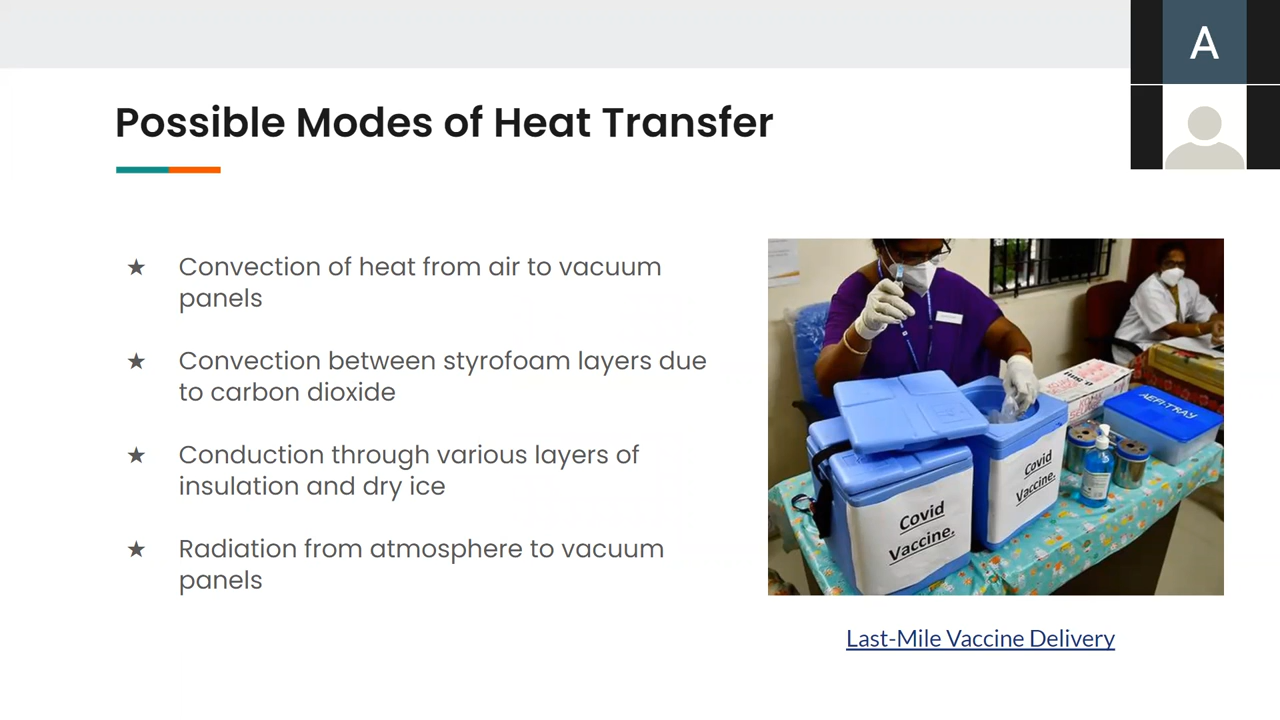 A
Possible Modes of Heat Transfer
★ Convection of heat from air to vacuum
panels
★ Convection between styrofoam layers due
to carbon dioxide
★ Conduction through various layers of
insulation and dry ice
★ Radiation from atmosphere to vacuum
panels
Covid
Vaccine.
Covid
Vaccine.
AEFI-TRAY
Last-Mile Vaccine Delivery